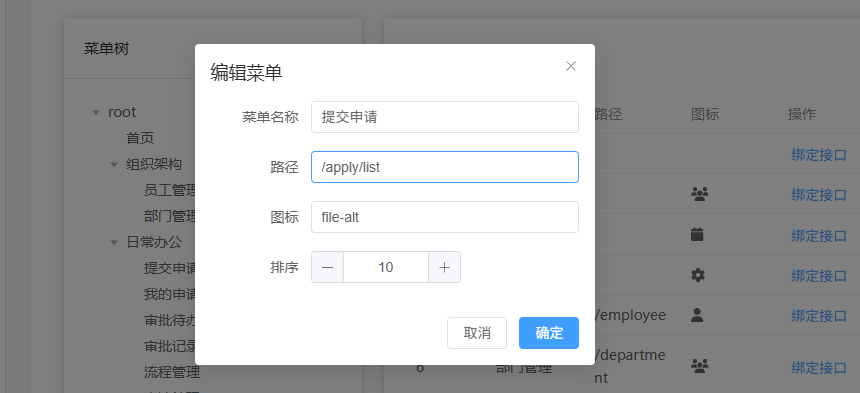 菜单树
root
首页
组织架构
员工管理
部门管理
日常办公
提交申请
我的申
审批待
审批记
流程管理
编辑菜单
菜单名称
提交申请
路径
/apply/list
图标
file-alt
排序
10
取消
确定
路径 图标 操作
绑定接口
绑定接口
绑定接口
绑定接口
/employee 绑定接口
6 部门管理 /departme
nt 绑定接口